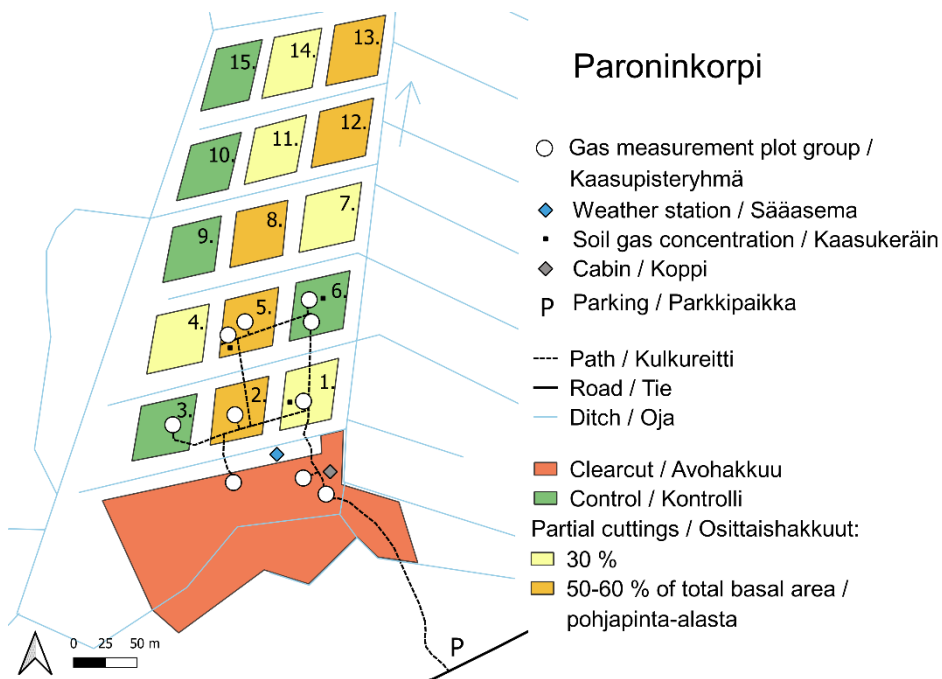 Paroninkorpi
13.
14.
15.
12.
11.
10.
7.
8.
9.
6.
5.
4.
1.
2.
3.
Gas measurement plot group /
Kaasupisteryhmä
Weather station / Sääasema
Soil gas concentration / Kaasukeräin
Cabin / Koppi
P Parking / Parkkipaikka
Path / Kulkureitti
Road / Tie
Ditch / Oja
Clearcut / Avohakkuu
Control / Kontrolli
Partial cuttings / Osittaishakkuut:
30 %
50-60 % of total basal area /
pohjapinta-alasta
P
0 25 50 m